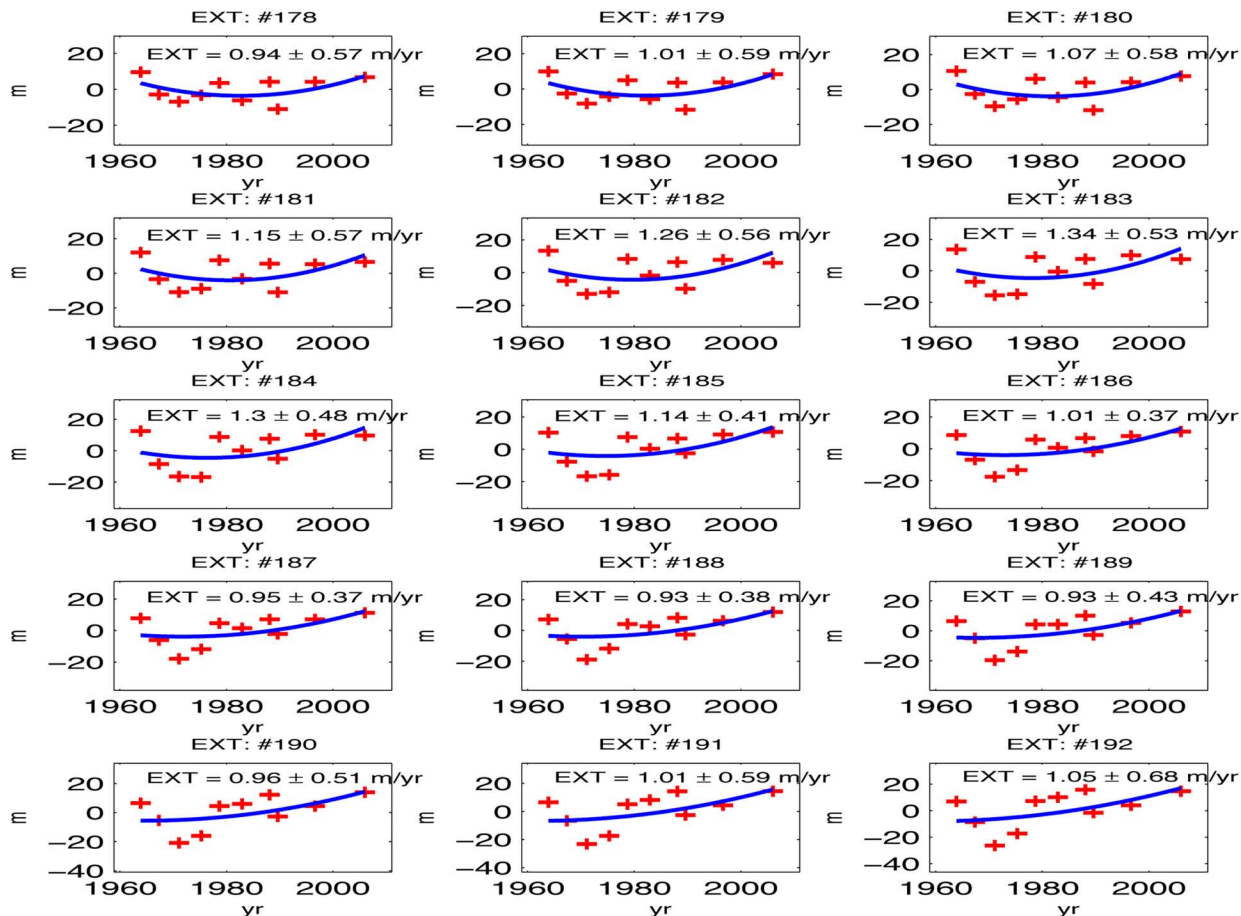 EXT: #178
EXT = 0.94 ± 0.57 m/yr
20
0
−20
m
1960 1980 2000
yr
EXT: #179
EXT = 1.01 ± 0.59 m/yr
20
0
−20
m
1960 1980 2000
yr
EXT: #180
EXT = 1.07 ± 0.58 m/yr
20
0
−20
m
1960 1980 2000
yr
EXT: #181
EXT = 1.15 ± 0.57 m/yr
20
0
−20
m
1960 1980 2000
yr
EXT: #182
EXT = 1.26 ± 0.56 m/yr
20
0
−20
m
1960 1980 2000
yr
EXT: #183
EXT = 1.34 ± 0.53 m/yr
20
0
−20
m
1960 1980 2000
yr
EXT: #184
EXT = 1.3 ± 0.48 m/yr
20
0
−20
m
1960 1980 2000
yr
EXT: #185
EXT = 1.14 ± 0.41 m/yr
20
0
−20
m
1960 1980 2000
yr
EXT: #186
EXT = 1.01 ± 0.37 m/yr
20
0
−20
m
1960 1980 2000
yr
EXT: #187
EXT = 0.95 ± 0.37 m/yr
20
0
−20
m
1960 1980 2000
yr
EXT: #188
EXT = 0.93 ± 0.38 m/yr
20
0
−20
m
1960 1980 2000
yr
EXT: #189
EXT = 0.93 ± 0.43 m/yr
20
0
−20
m
1960 1980 2000
yr
EXT: #190
EXT = 0.96 ± 0.51 m/yr
20
0
−20
−40
m
1960 1980 2000
yr
EXT: #191
EXT = 1.01 ± 0.59 m/yr
20
0
−20
−40
m
1960 1980 2000
yr
EXT: #192
EXT = 1.05 ± 0.68 m/yr
20
0
−20
−40
m
1960 1980 2000
yr